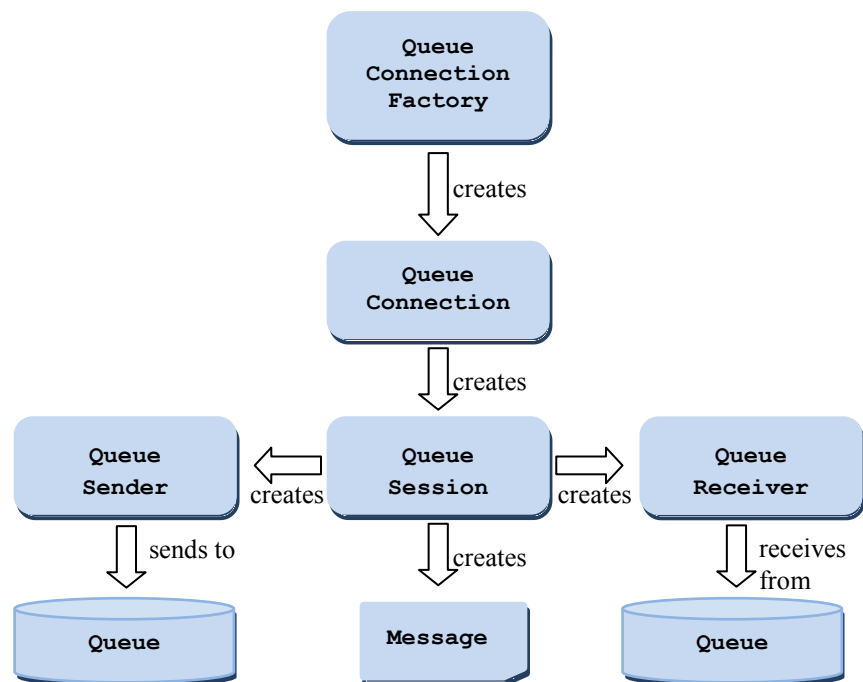 Queue
Connection
Factory
creates
Queue
Connection
creates
Queue
Sender
creates
Queue
Session
creates
Queue
Receiver
sends to
creates
receives
from
Queue
Message
Queue